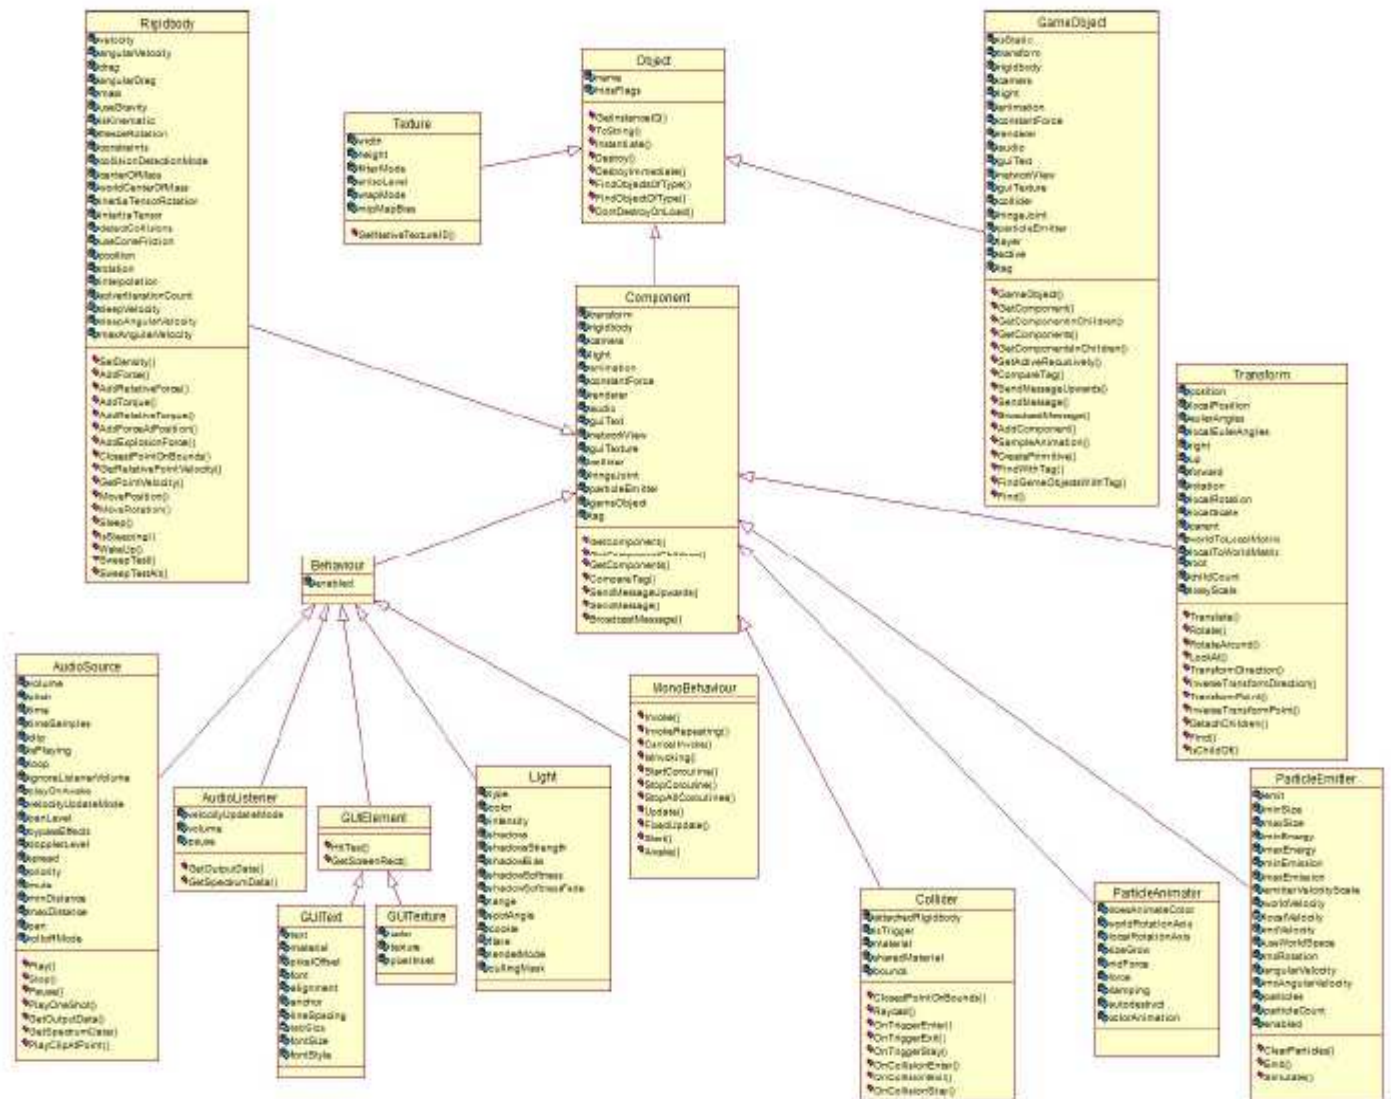 Rigidbody
velocity
angularVelocity
drag
angularDrag
mass
useGravity
isKinematic
freezeRotation
constraints
collisionDetectionMode
centerOfMass
worldCenterOfMass
inertiaTensorRotation
inertiaTensor
detectCollisions
useConeFriction
position
rotation
interpolation
solverIterationCount
sleepVelocity
sleepAngularVelocity
maxAngularVelocity
SetDensity()
AddForce()
AddRelativeForce()
AddTorque()
AddRelativeTorque()
AddForceAtPosition()
AddExplosionForce()
ClosestPointOnBounds()
GetRelativePointVelocity()
GetPointVelocity()
MovePosition()
MoveRotation()
Sleep()
IsSleeping()
WakeUp()
SweepTest()
SweepTestAll()
Texture
width
height
filterMode
anisoLevel
wrapMode
mipMapBias
GetNativeTextureID()
Object
name
hideFlags
GetInstanceID()
ToString()
Instantiate()
Destroy()
DestroyImmediate()
FindObjectsOfType()
FindObjectOfType()
DontDestroyOnLoad()
GameObject
isStatic
transform
rigidbody
camera
light
animation
constantForce
renderer
audio
guiText
networkView
guiTexture
collider
hingeJoint
particleEmitter
layer
active
tag
GameObject()
GetComponent()
GetComponentInChildren()
GetComponents()
GetComponentsInChildren()
SetActiveRecursively()
CompareTag()
SendMessageUpwards()
SendMessage()
BroadcastMessage()
AddComponent()
SampleAnimation()
CreatePrimitive()
FindWithTag()
FindGameObjectsWithTag()
Find()
Component
transform
rigidbody
camera
light
animation
constantForce
renderer
audio
guiText
networkView
guiTexture
collider
hingeJoint
particleEmitter
gameObject
tag
GetComponent()
GetComponentChildren()
GetComponents()
CompareTag()
SendMessageUpwards()
SendMessage()
BroadcastMessage()
Transform
position
localPosition
eulerAngles
localEulerAngles
right
up
forward
rotation
localRotation
localScale
parent
worldToLocalMatrix
localToWorldMatrix
root
childCount
lossyScale
Translate()
Rotate()
RotateAround()
LookAt()
TransformDirection()
InverseTransformDirection()
TransformPoint()
InverseTransformPoint()
DetachChildren()
Find()
IsChildOf()
Behaviour
enabled
AudioSource
volume
pitch
time
timeSamples
clip
isPlaying
loop
ignoreListenerVolume
playOnAwake
velocityUpdateMode
panLevel
bypassEffects
dopplerLevel
spread
priority
mute
minDistance
maxDistance
pan
rolloffMode
Play()
Stop()
Pause()
PlayOneShot()
GetOutputData()
GetSpectrumData()
PlayClipAtPoint()
AudioListener
velocityUpdateMode
volume
pause
GetOutputData()
GetSpectrumData()
GUIElement
HitTest()
GetScreenRect()
GUIText
text
material
pixelOffset
font
alignment
anchor
lineSpacing
tabSize
fontSize
fontStyle
GUITexture
color
texture
pixelInset
Light
type
color
intensity
shadows
shadowStrength
shadowBias
shadowSoftness
shadowSoftnessFade
range
spotAngle
cookie
flare
renderMode
cullingMask
MonoBehaviour
Invoke()
InvokeRepeating()
CancelInvoke()
IsInvoking()
StartCoroutine()
StopCoroutine()
StopAllCoroutines()
Update()
FixedUpdate()
Start()
Awake()
Collider
attachedRigidbody
isTrigger
material
sharedMaterial
bounds
ClosestPointOnBounds()
Raycast()
OnTriggerEnter()
OnTriggerExit()
OnTriggerStay()
OnCollisionEnter()
OnCollisionExit()
OnCollisionStay()
ParticleAnimator
doesAnimateColor
worldRotationAxis
localRotationAxis
sizeGrow
rndForce
force
damping
autodestruct
colorAnimation
ParticleEmitter
emit
minSize
maxSize
minEnergy
maxEnergy
minEmission
maxEmission
emitterVelocityScale
worldVelocity
localVelocity
rndVelocity
useWorldSpace
rndRotation
angularVelocity
rndAngularVelocity
particles
particleCount
enabled
ClearParticles()
Emit()
Simulate()